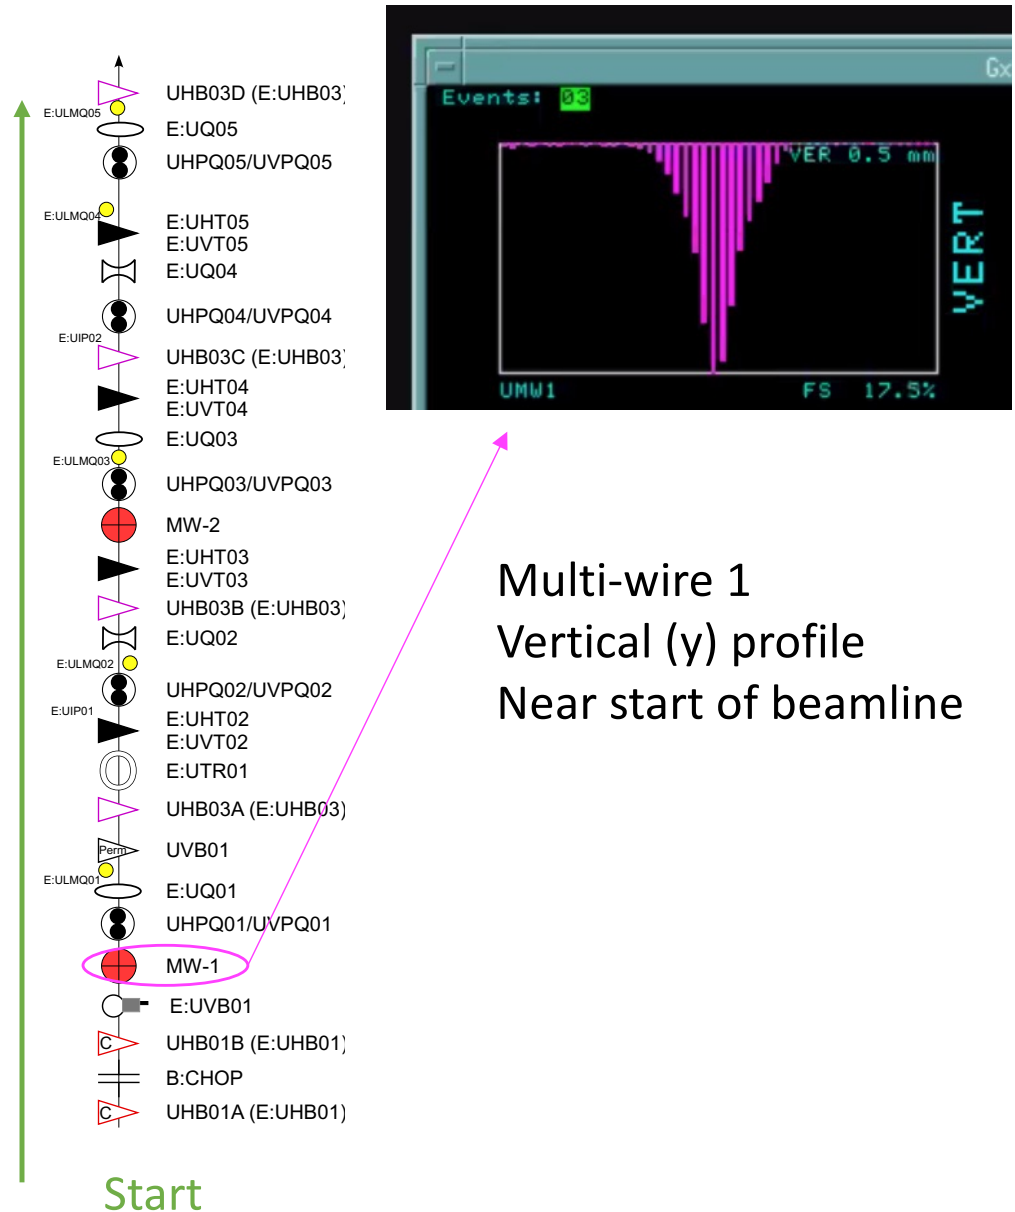 UHB03D (E:UHB03)
E:ULMQ05
E:UQ05
UHPQ05/UVPQ05
E:ULMQ04
E:UHT05
E:UVT05
E:UQ04
UHPQ04/UVPQ04
E:UIP02
UHB03C (E:UHB03)
E:UHT04
E:UVT04
E:UQ03
E:ULMQ03
UHPQ03/UVPQ03
MW-2
E:UHT03
E:UVT03
UHB03B (E:UHB03)
E:UQ02
E:ULMQ02
UHPQ02/UVPQ02
E:UIP01
E:UHT02
E:UVT02
E:UTR01
UHB03A (E:UHB03)
Perm
UVB01
E:ULMQ01
E:UQ01
UHPQ01/UVPQ01
MW-1
E:UVB01
C
UHB01B (E:UHB01)
B:CHOP
C
UHB01A (E:UHB01)
Start
Gx
Events: 03
VER 0.5 mm
VERT
UMW1
FS 17.5%
Multi-wire 1
Vertical (y) profile
Near start of beamline